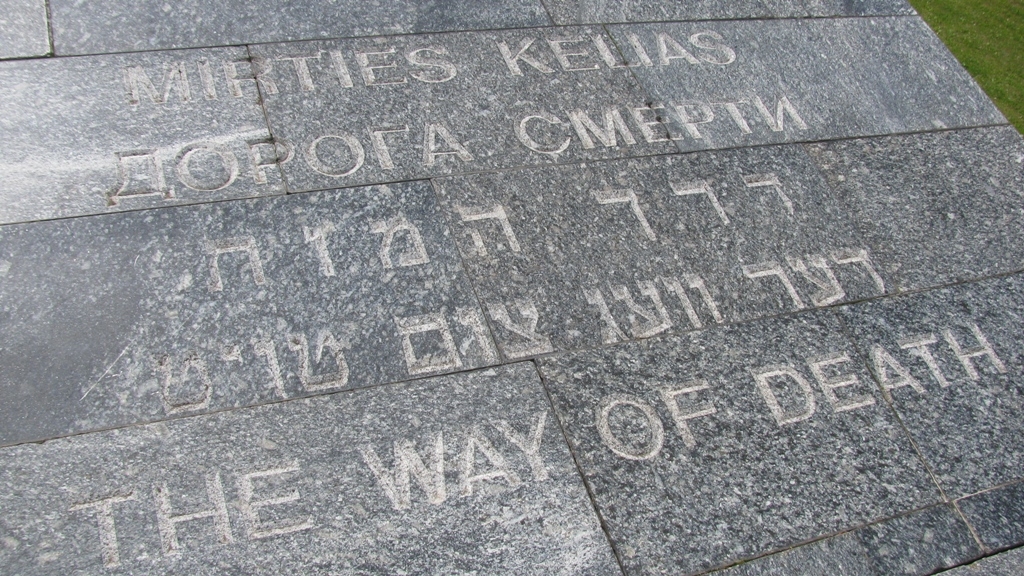 MIRTIES KELIAS
ДОРОГА СМЕРТИ
דרך המות
דער וועג צום טויט
THE WAY OF DEATH